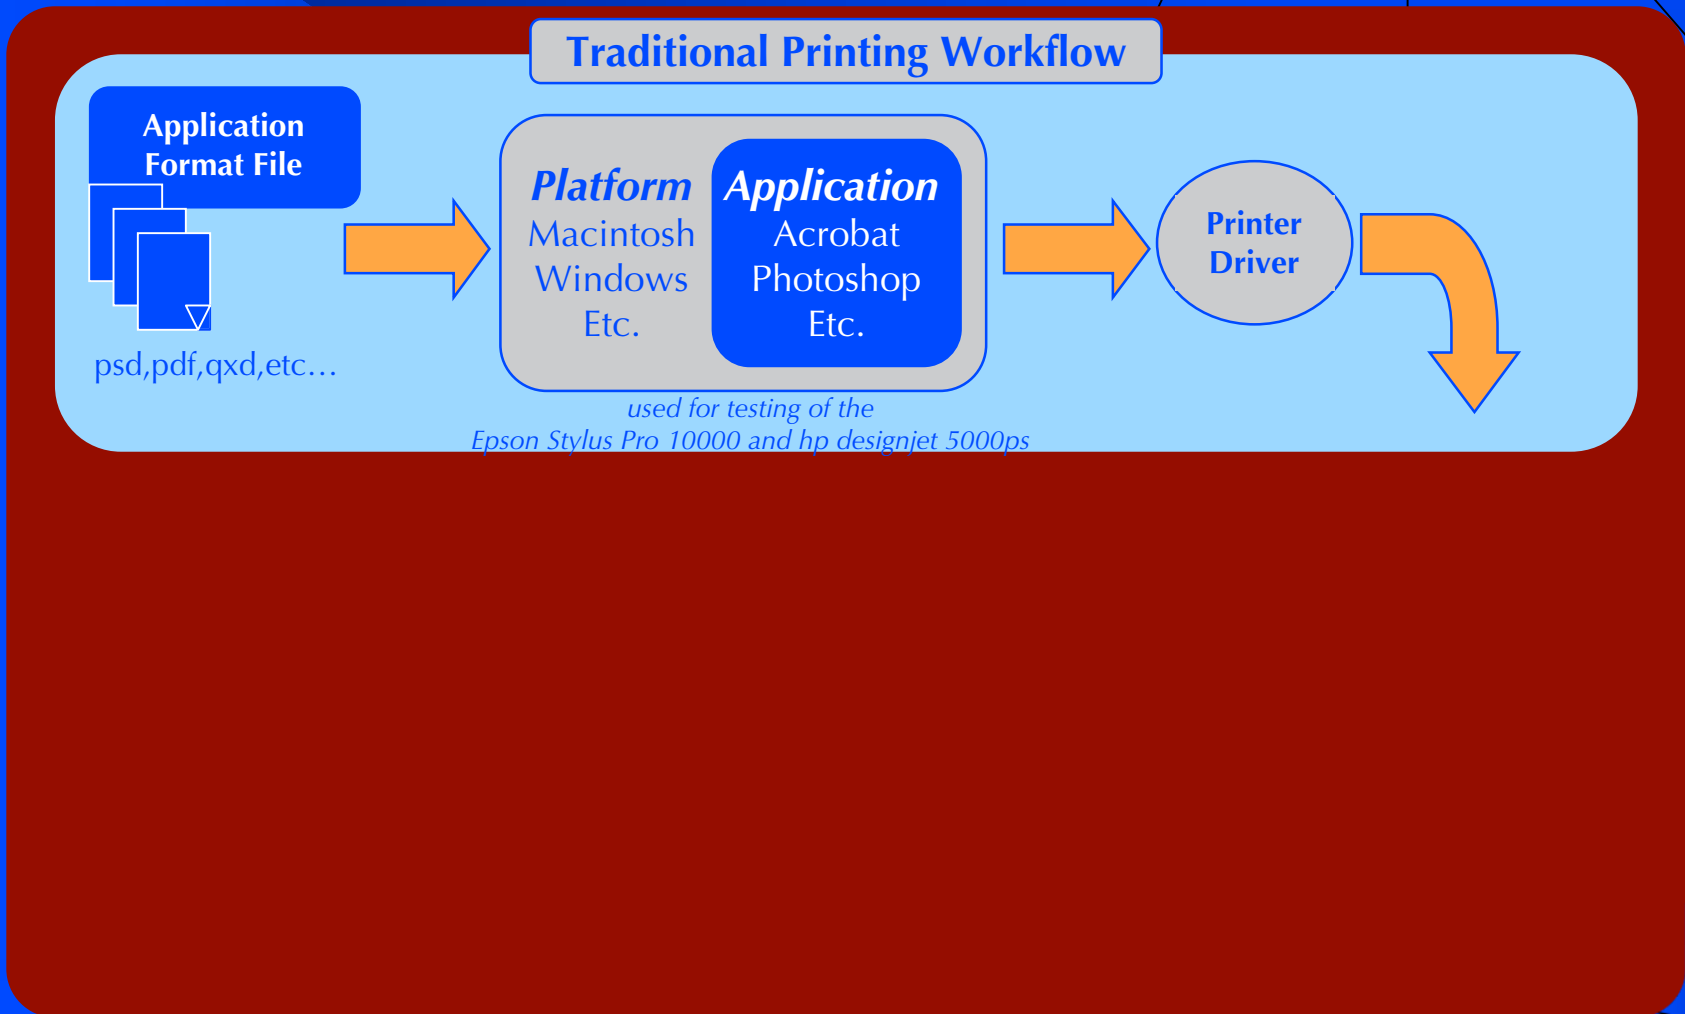 Traditional Printing Workflow
Application
Format File
psd,pdf,qxd,etc...
Platform
Macintosh
Windows
Etc.
Application
Acrobat
Photoshop
Etc.
used for testing of the
Epson Stylus Pro 10000 and hp designjet 5000ps
Printer
Driver